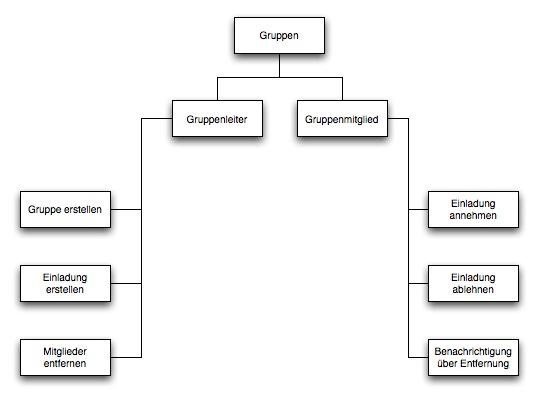 Gruppen
Gruppenleiter
Gruppenmitglied
Gruppe erstellen
Einladung
erstellen
Mitglieder
entfernen
Einladung
annehmen
Einladung
ablehnen
Benachrichtigung
über Entfernung